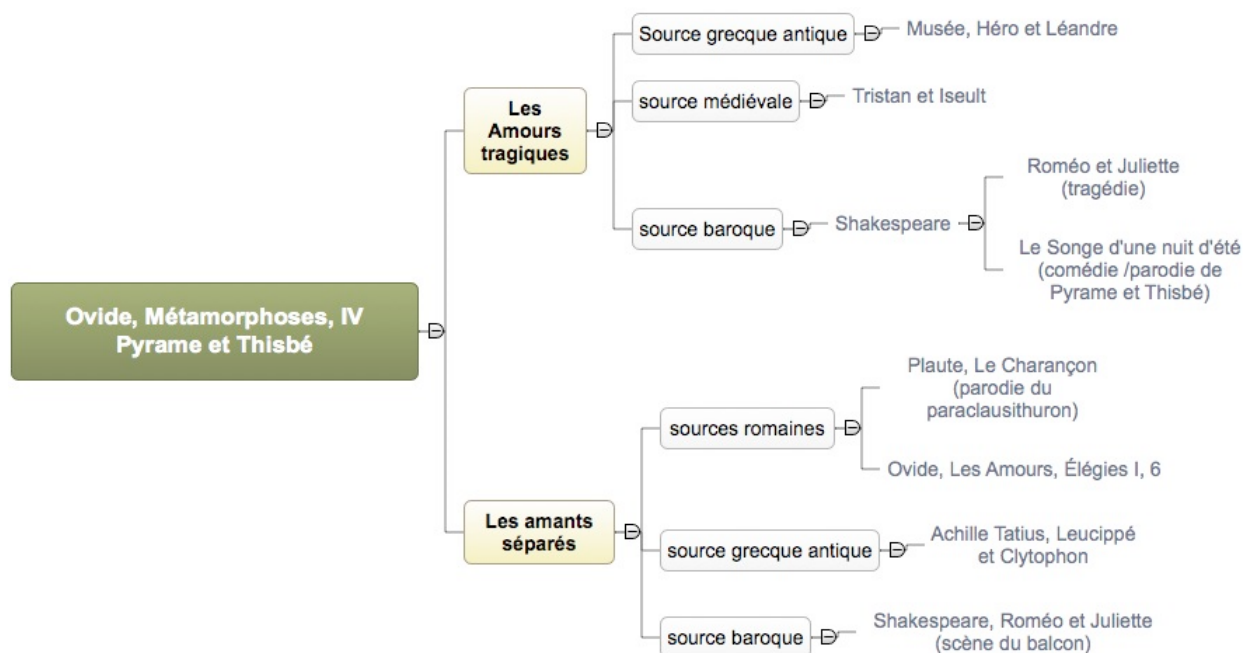 Ovide, Métamorphoses, IV
Pyrame et Thisbé
Les
Amours
tragiques
Source grecque antique
Musée, Héro et Léandre
source médiévale
Tristan et Iseult
source baroque
Shakespeare
Roméo et Juliette
(tragédie)
Le Songe d'une nuit d'été
(comédie /parodie de
Pyrame et Thisbé)
Les amants
séparés
sources romaines
Plaute, Le Charançon
(parodie du
paraclausithuron)
Ovide, Les Amours, Élégies I, 6
source grecque antique
Achille Tatius, Leucippé
et Clytophon
source baroque
Shakespeare, Roméo et Juliette
(scène du balcon)